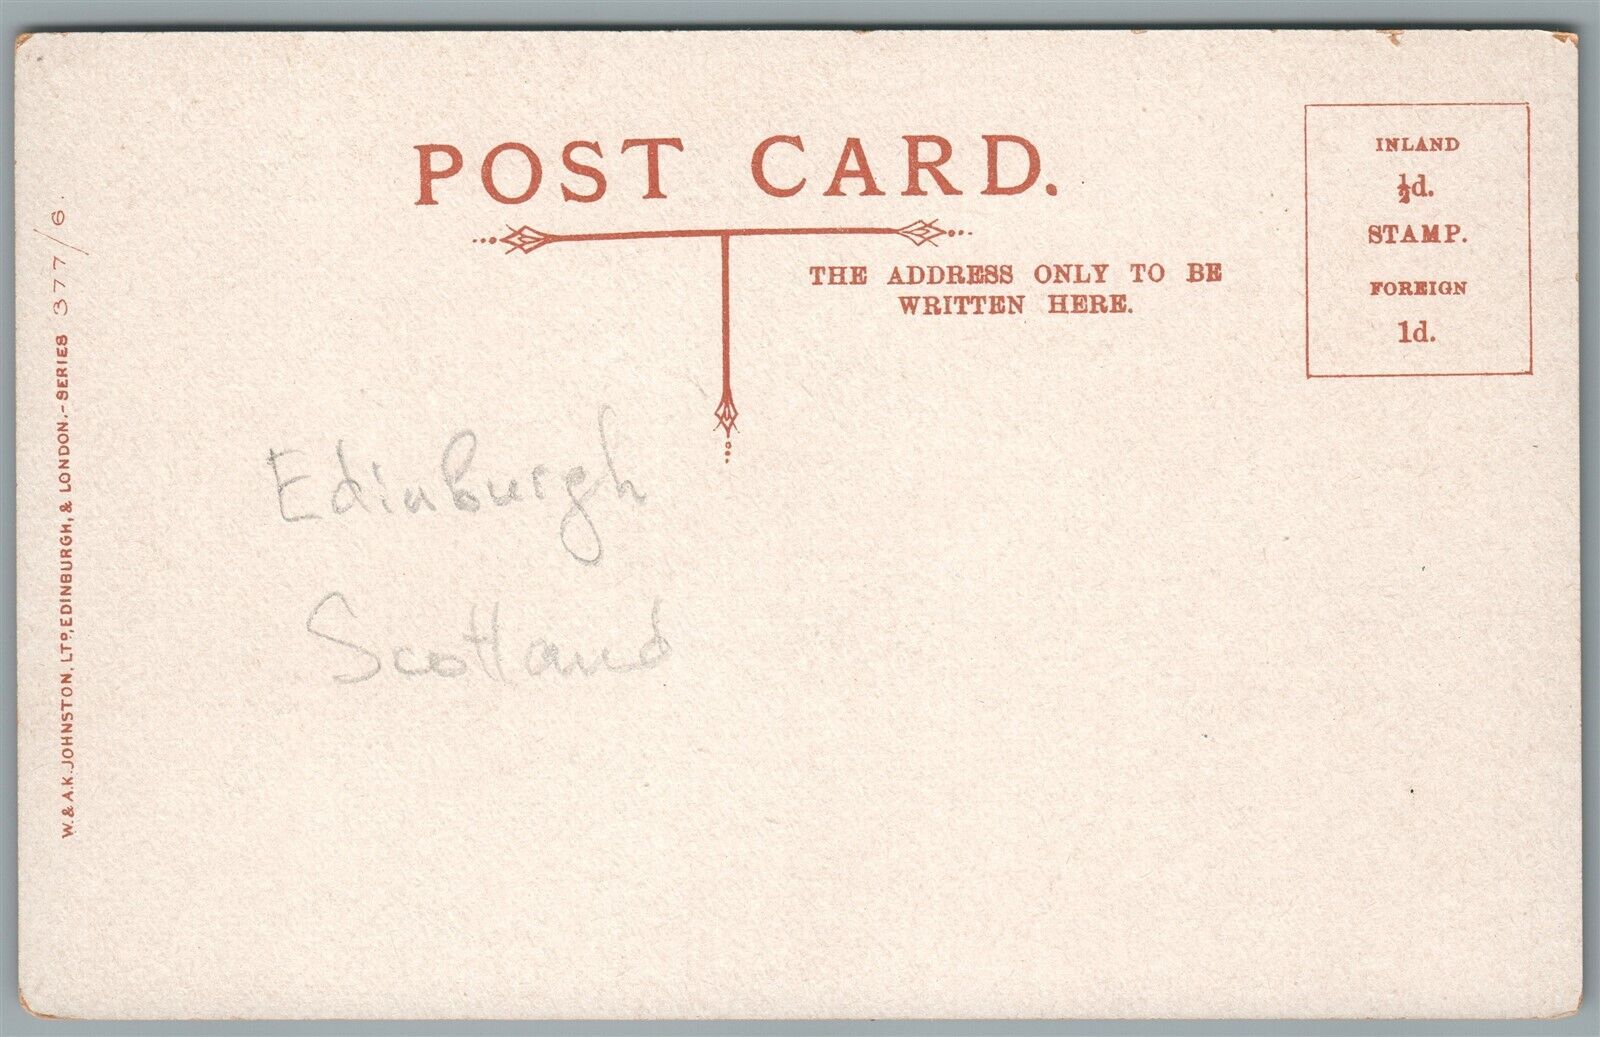 POST CARD.
THE ADDRESS ONLY TO BE
WRITTEN HERE.
INLAND
½d.
STAMP.
FOREIGN
1d.
W. & A.K. JOHNSTON, LTD, EDINBURGH, & LONDON.- SERIES 377/6.
Edinburgh
Scotland